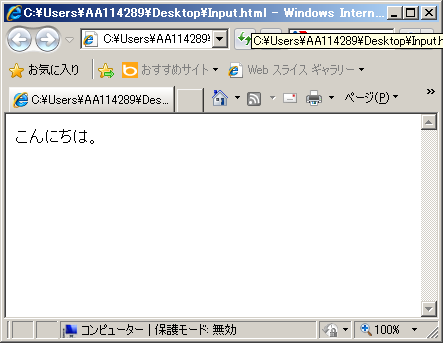 C:¥Users¥AA114289¥Desktop¥Input.html - Windows Intern...
C:¥Users¥AA114289¥
C:¥Users¥AA114289¥Desktop¥Input.h
お気に入り
おすすめサイト
Web スライス ギャラリー
C:¥Users¥AA114289¥Des...
ページ(P)
こんにちは。
コンピューター | 保護モード: 無効
100%